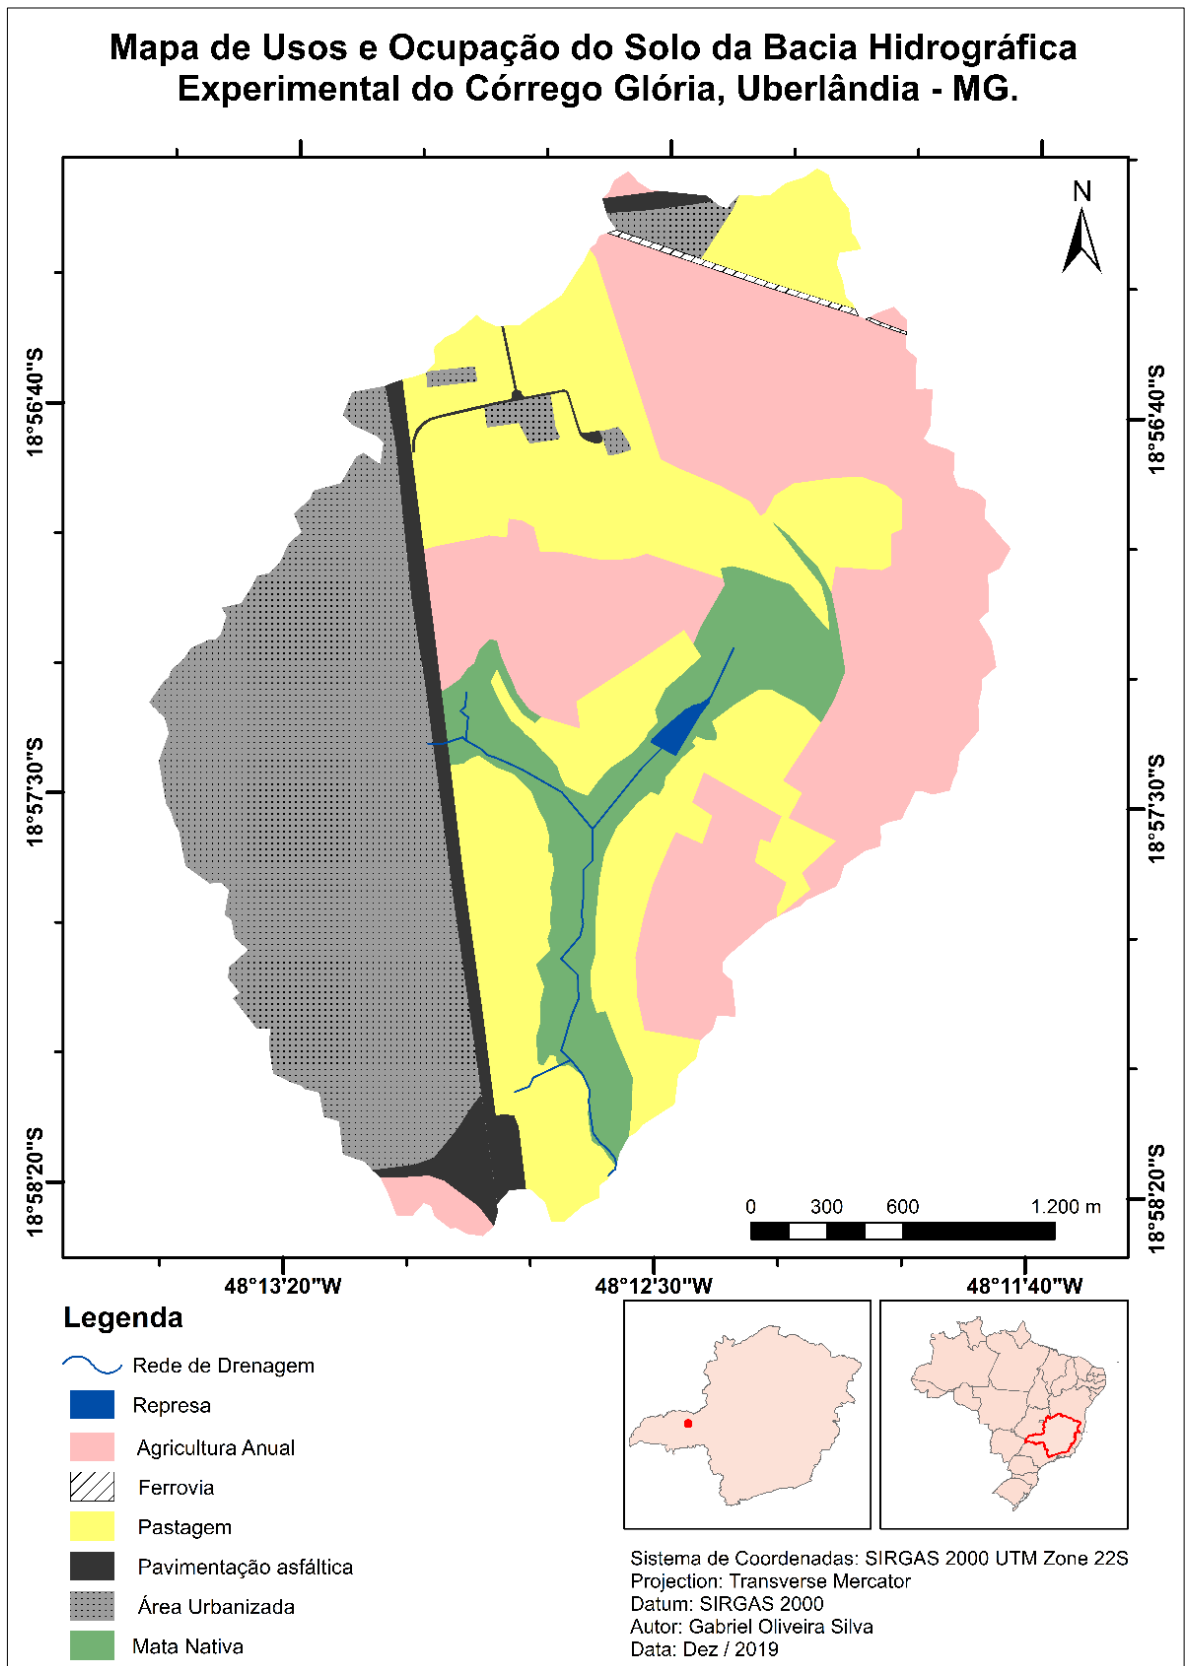 Mapa de Usos e Ocupação do Solo da Bacia Hidrográfica
Experimental do Córrego Glória, Uberlândia - MG.
N
18°56'40"S
18°56'40"S
18°57'30"S
18°57'30"S
18°58'20"S
18°58'20"S
0 300 600 1.200 m
48°13'20"W 48°12'30"W 48°11'40"W
Legenda
Rede de Drenagem
Represa
Agricultura Anual
Ferrovia
Pastagem
Pavimentação asfáltica
Área Urbanizada
Mata Nativa
Sistema de Coordenadas: SIRGAS 2000 UTM Zone 22S
Projection: Transverse Mercator
Datum: SIRGAS 2000
Autor: Gabriel Oliveira Silva
Data: Dez / 2019